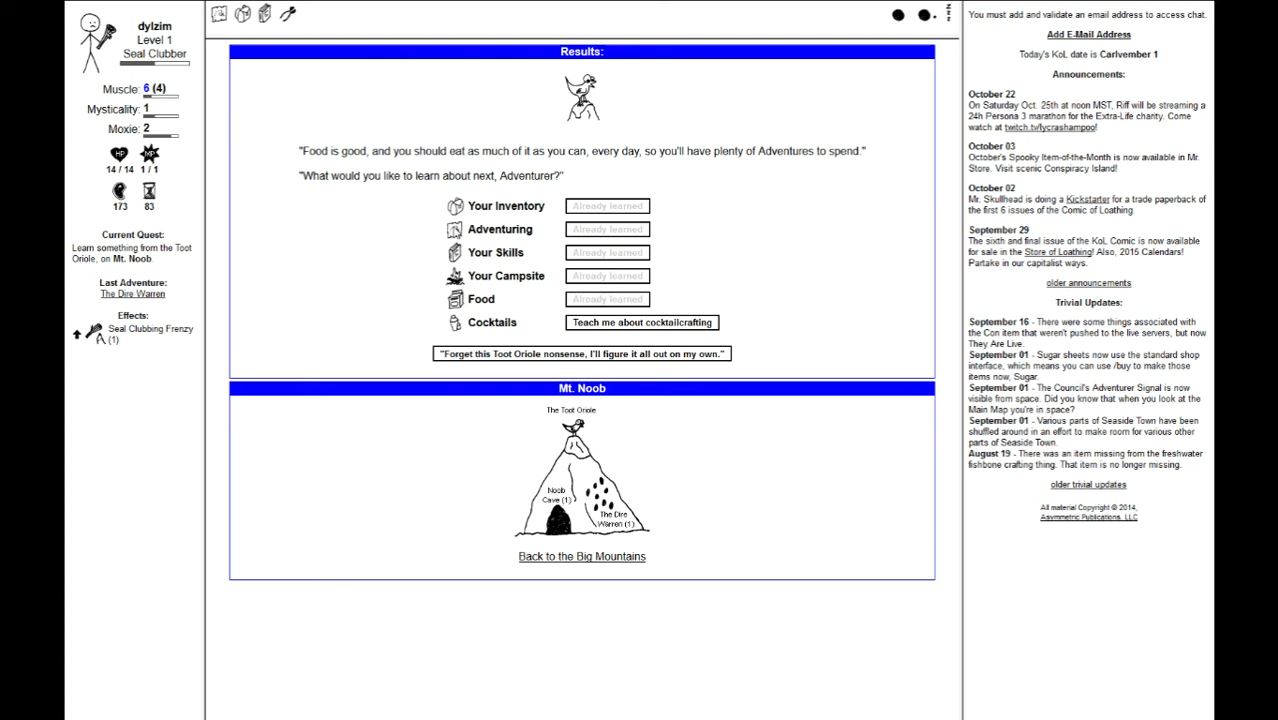 dylzim
Level 1
Seal Clubber
Muscle: 6 (4)
Mysticality: 1
Moxie: 2
HP
MP
14 / 14
1 / 1
173
83
Current Quest:
Learn something from the Toot
Oriole, on Mt. Noob.
Last Adventure:
The Dire Warren
Effects:
Seal Clubbing Frenzy
(1)
Results:
"Food is good, and you should eat as much of it as you can, every day, so you'll have plenty of Adventures to spend."
"What would you like to learn about next, Adventurer?"
Your Inventory Already learned
Adventuring Already learned
Your Skills Already learned
Your Campsite Already learned
Food Already learned
Cocktails Teach me about cocktailcrafting
"Forget this Toot Oriole nonsense, I'll figure it all out on my own."
Mt. Noob
The Toot Oriole
Noob
Cave (1)
The Dire
Warren (1)
Back to the Big Mountains
You must add and validate an email address to access chat.
Add E-Mail Address
Today's KoL date is Carlvember 1
Announcements:
October 22
On Saturday Oct. 25th at noon MST, Riff will be streaming a
24h Persona 3 marathon for the Extra-Life charity. Come
watch at twitch.tv/lycrashampoo!
October 03
October's Spooky Item-of-the-Month is now available in Mr.
Store. Visit scenic Conspiracy Island!
October 02
Mr. Skullhead is doing a Kickstarter for a trade paperback of
the first 6 issues of the Comic of Loathing.
September 29
The sixth and final issue of the KoL Comic is now available
for sale in the Store of Loathing! Also, 2015 Calendars!
Partake in our capitalist ways.
older announcements
Trivial Updates:
September 16 - There were some things associated with
the Con item that weren't pushed to the live servers, but now
They Are Live.
September 01 - Sugar sheets now use the standard shop
interface, which means you can use /buy to make those
items now, Sugar.
September 01 - The Council's Adventurer Signal is now
visible from space. Did you know that when you look at the
Main Map you're in space?
September 01 - Various parts of Seaside Town have been
shuffled around in an effort to make room for various other
parts of Seaside Town.
August 19 - There was an item missing from the freshwater
fishbone crafting thing. That item is no longer missing.
older trivial updates
All material Copyright © 2014,
Asymmetric Publications, LLC